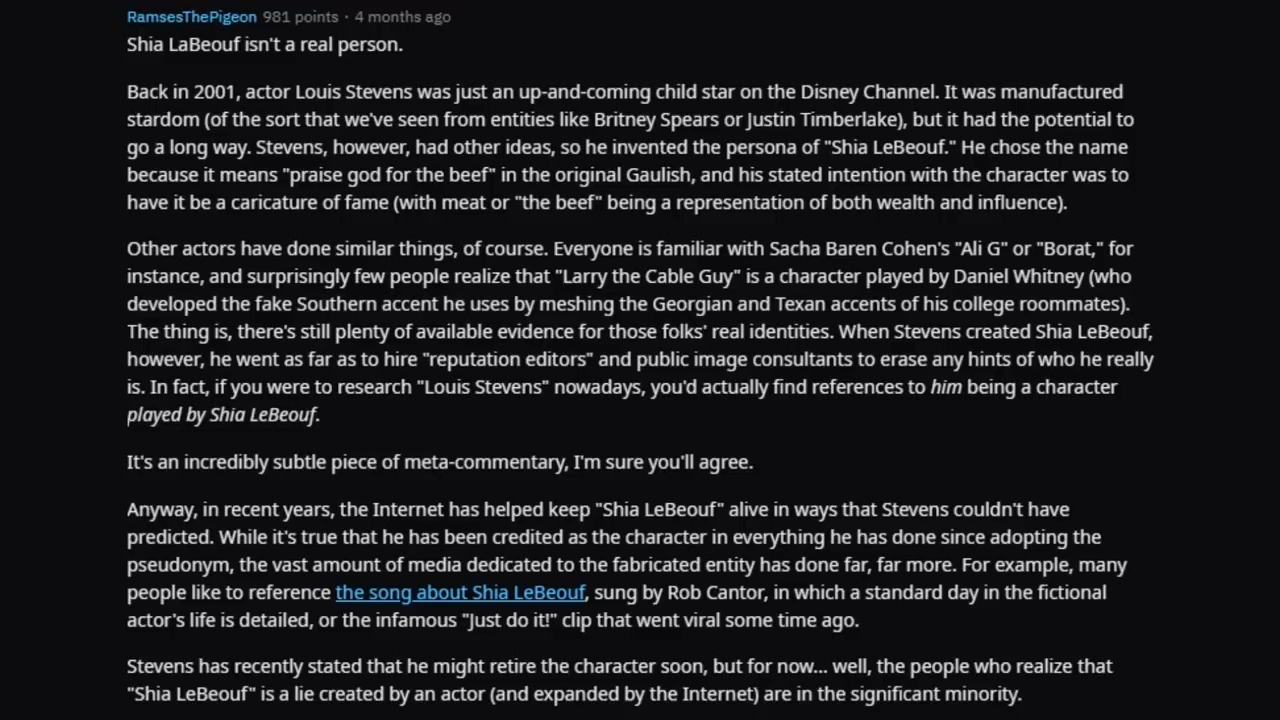 RamsesThePigeon 981 points · 4 months ago
Shia LaBeouf isn't a real person.
Back in 2001, actor Louis Stevens was just an up-and-coming child star on the Disney Channel. It was manufactured
stardom (of the sort that we've seen from entities like Britney Spears or Justin Timberlake), but it had the potential to
go a long way. Stevens, however, had other ideas, so he invented the persona of "Shia LeBeouf." He chose the name
because it means "praise god for the beef" in the original Gaulish, and his stated intention with the character was to
have it be a caricature of fame (with meat or "the beef" being a representation of both wealth and influence).
Other actors have done similar things, of course. Everyone is familiar with Sacha Baren Cohen's "Ali G" or "Borat," for
instance, and surprisingly few people realize that "Larry the Cable Guy" is a character played by Daniel Whitney (who
developed the fake Southern accent he uses by meshing the Georgian and Texan accents of his college roommates).
The thing is, there's still plenty of available evidence for those folks' real identities. When Stevens created Shia LeBeouf,
however, he went as far as to hire "reputation editors" and public image consultants to erase any hints of who he really
is. In fact, if you were to research "Louis Stevens" nowadays, you'd actually find references to him being a character
played by Shia LeBeouf.
It's an incredibly subtle piece of meta-commentary, I'm sure you'll agree.
Anyway, in recent years, the Internet has helped keep "Shia LeBeouf" alive in ways that Stevens couldn't have
predicted. While it's true that he has been credited as the character in everything he has done since adopting the
pseudonym, the vast amount of media dedicated to the fabricated entity has done far, far more. For example, many
people like to reference the song about Shia LeBeouf, sung by Rob Cantor, in which a standard day in the fictional
actor's life is detailed, or the infamous "Just do it!" clip that went viral some time ago.
Stevens has recently stated that he might retire the character soon, but for now... well, the people who realize that
"Shia LeBeouf" is a lie created by an actor (and expanded by the Internet) are in the significant minority.